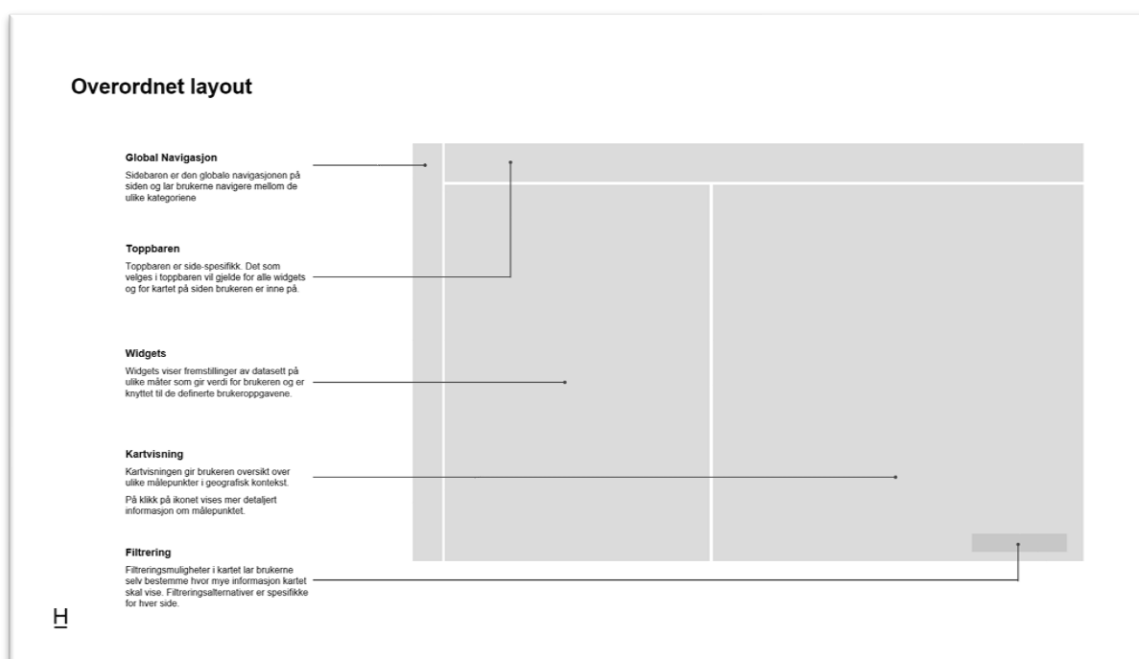 Overordnet layout
Global Navigasjon
Sidebaren er den globale navigasjonen på
siden og lar brukerne navigere mellom de
ulike kategoriene
Toppbaren
Toppbaren er side-spesifikk. Det som
velges i toppbaren vil gjelde for alle widgets
og for kartet på siden brukeren er inne på.
Widgets
Widgets viser fremstillinger av datasett på
ulike måter som gir verdi for brukeren og er
knyttet til de definerte brukeroppgavene.
Kartvisning
Kartvisningen gir brukeren oversikt over
ulike målepunkter i geografisk kontekst.
På klikk på ikonet vises mer detaljert
informasjon om målepunktet.
Filtrering
Filtreringsmuligheter i kartet lar brukerne
selv bestemme hvor mye informasjon kartet
skal vise. Filtreringsalternativer er spesifikke
for hver side.
H